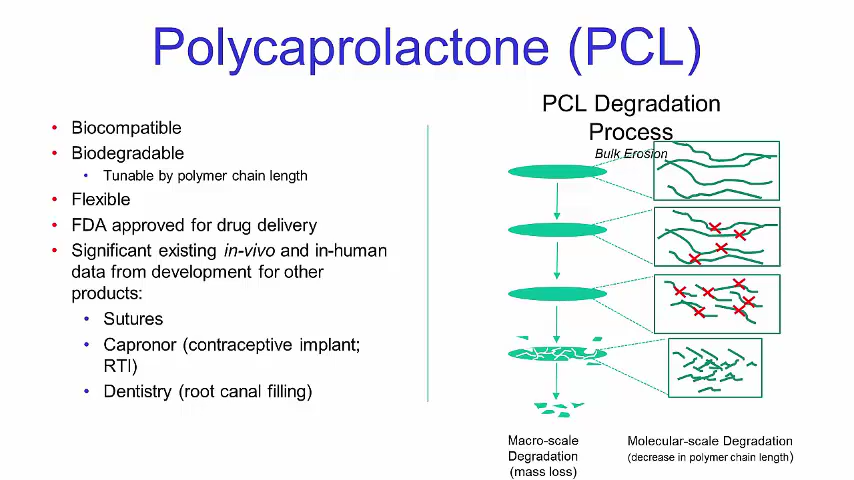 Polycaprolactone (PCL)
• Biocompatible
• Biodegradable
• Tunable by polymer chain length
• Flexible
• FDA approved for drug delivery
• Significant existing in-vivo and in-human
data from development for other
products:
• Sutures
• Capronor (contraceptive implant;
RTI)
• Dentistry (root canal filling)
PCL Degradation
Process
Bulk Erosion
Macro-scale
Degradation
(mass loss)
Molecular-scale Degradation
(decrease in polymer chain length)